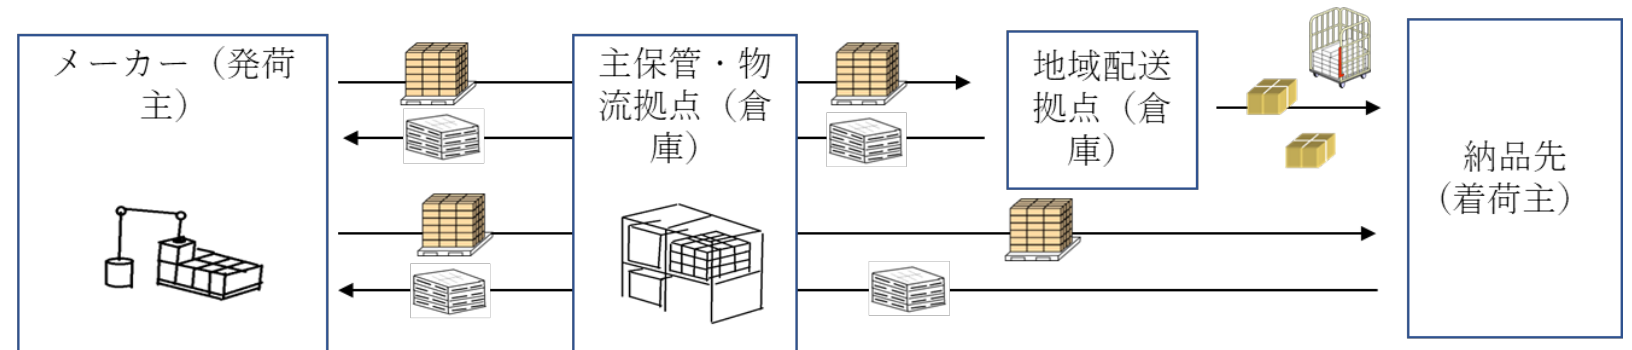 メーカー（発荷
主）
主保管・物
流拠点（倉
庫）
地域配送
拠点（倉
庫）
納品先
（着荷主）